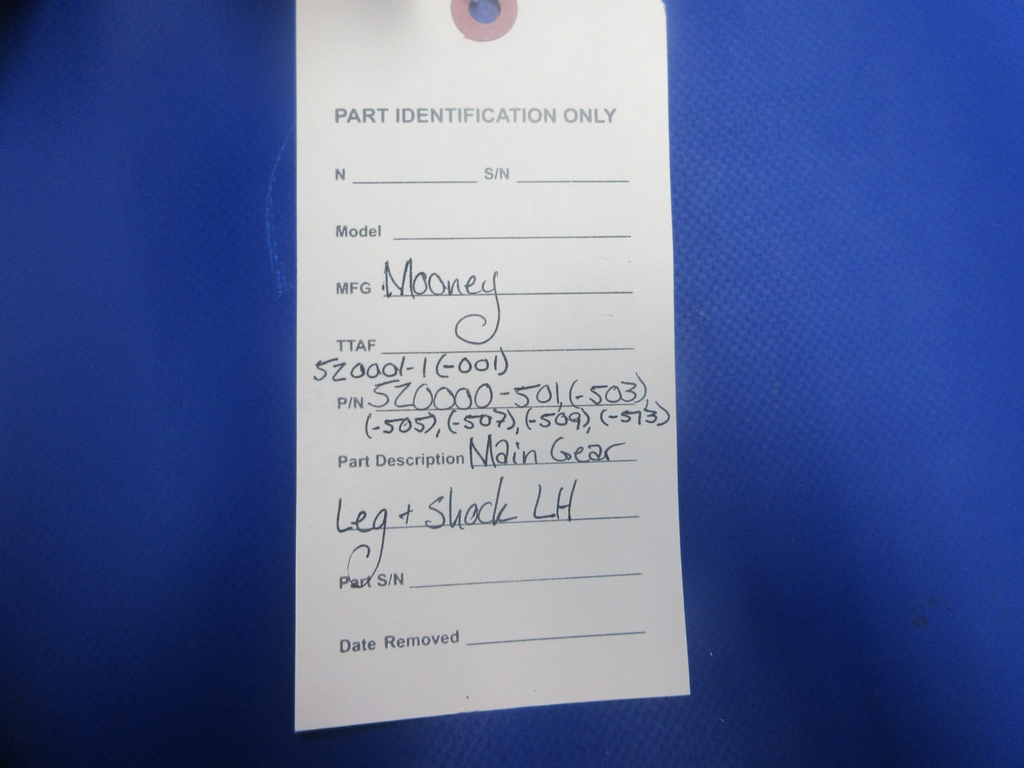 PART IDENTIFICATION ONLY
N S/N
Model
MFG Mooney
TTAF
520001-1 (-001)
P/N 520000-501, (-503),
(-505), (-507), (-509), (-513)
Part Description Main Gear
Leg + Shock LH
Part S/N
Date Removed